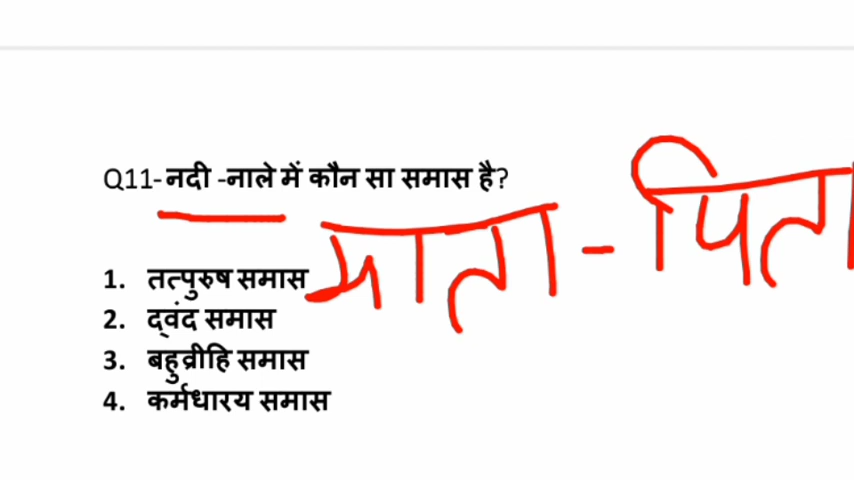 Q11- नदी -नाले में कौन सा समास है?
माता - पिता
1. तत्पुरुष समास
2. द्वंद समास
3. बहुव्रीहि समास
4. कर्मधारय समास